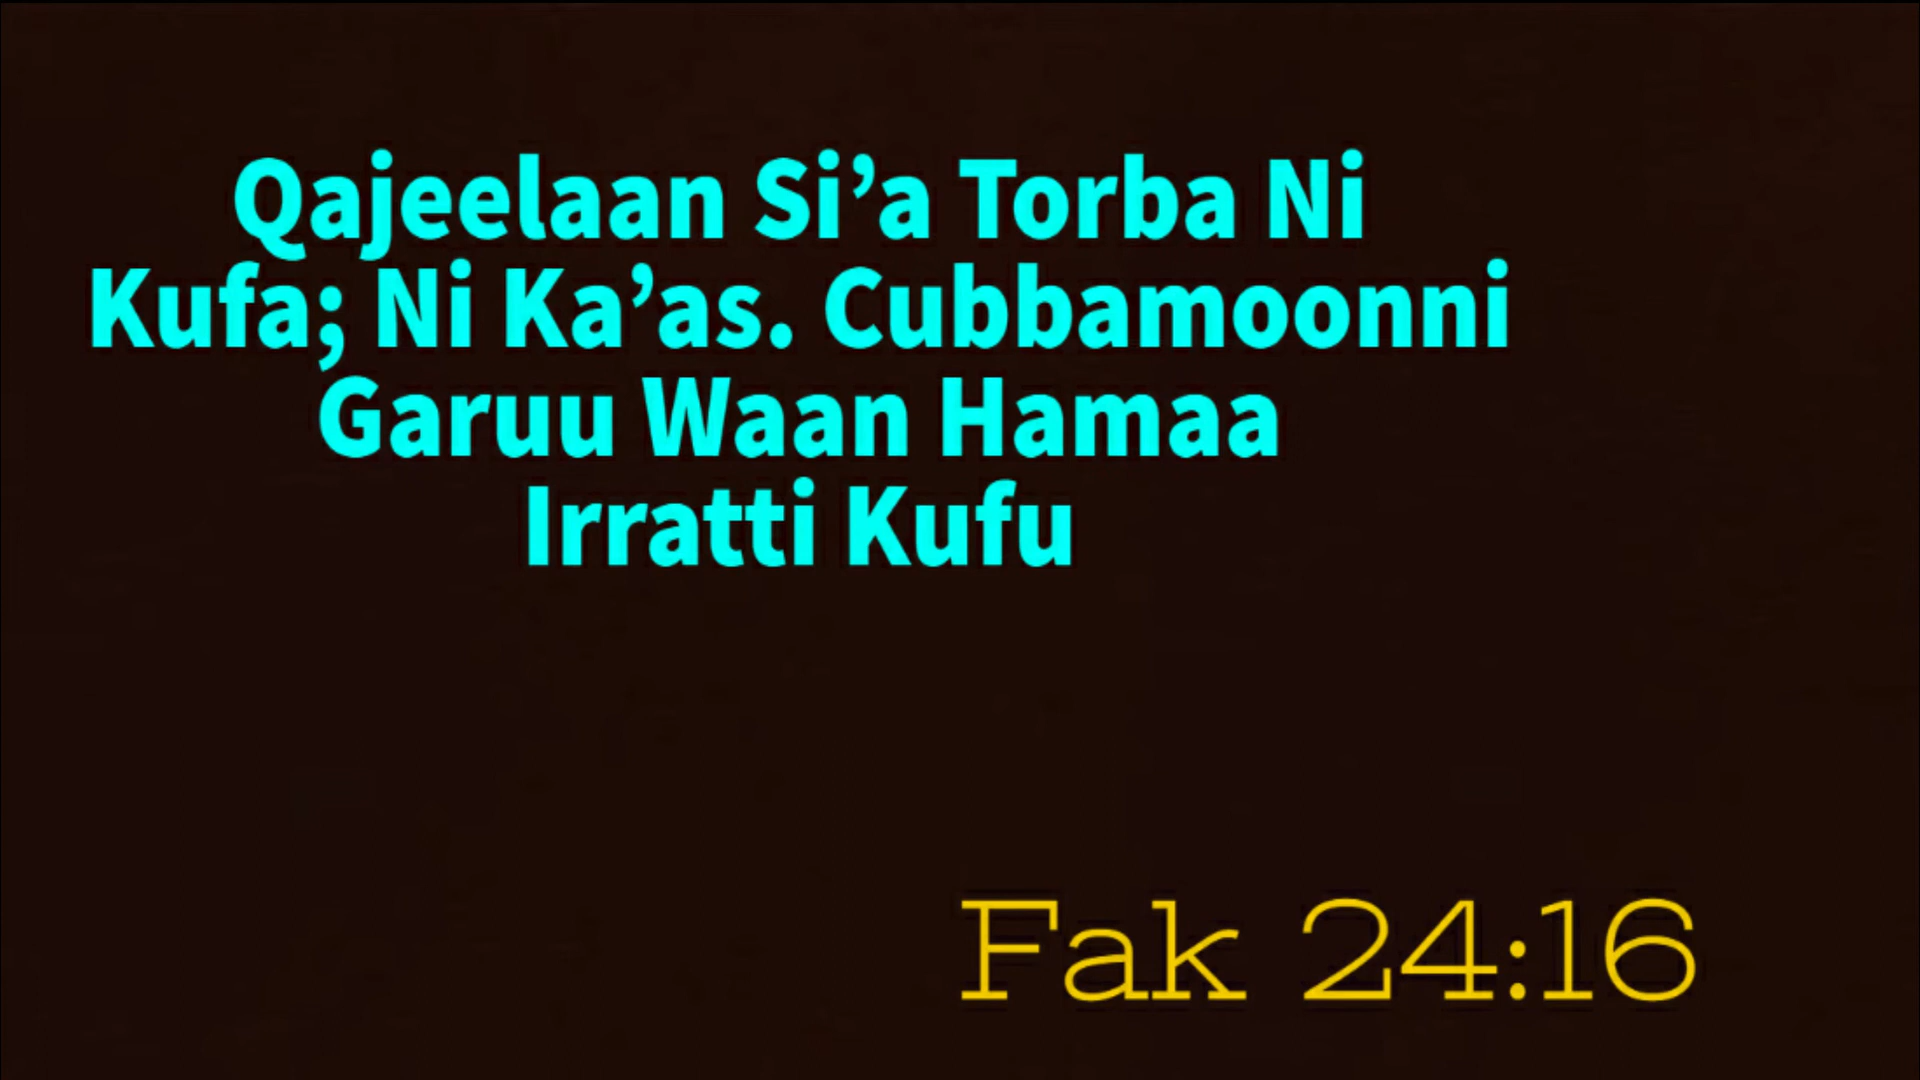 Qajeelaan Si’a Torba Ni
Kufa; Ni Ka’as. Cubbamoonni
Garuu Waan Hamaa
Irratti Kufu
Fak 24:16